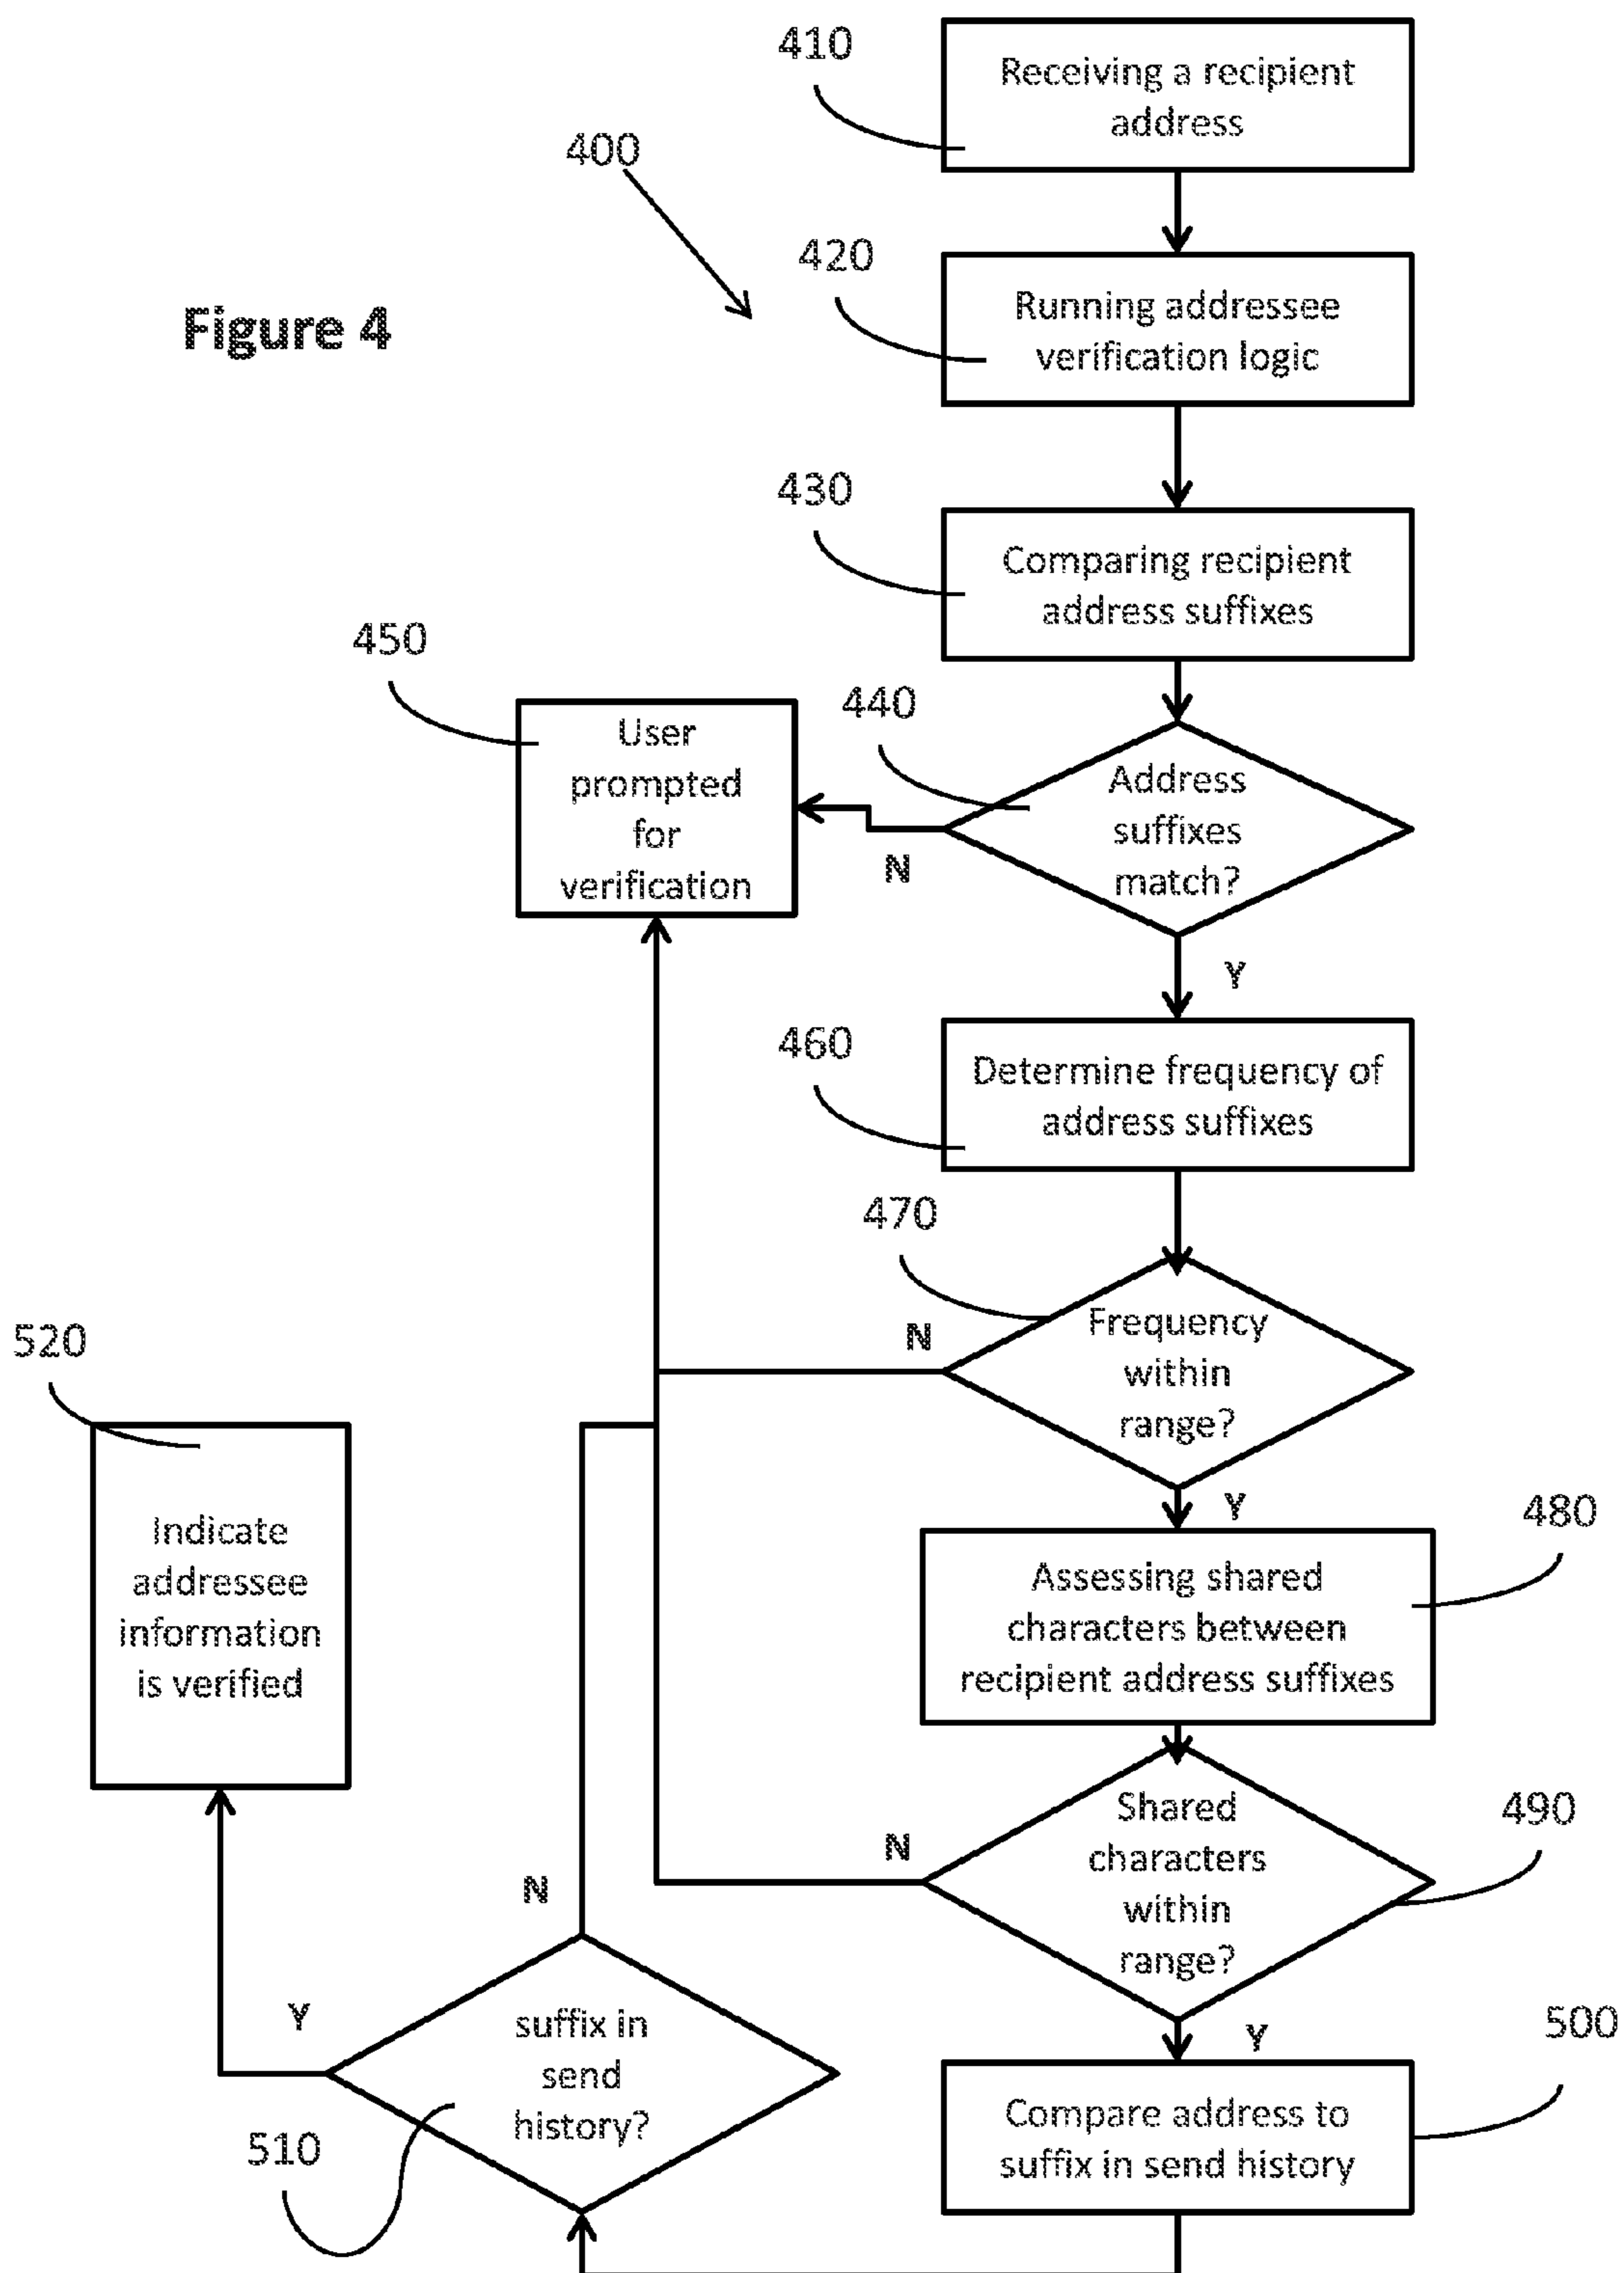 410
Receiving a recipient
address
400
420
Running addressee
verification logic
Figure 4
430
Comparing recipient
address suffixes
450
User
prompted
for
verification
440
Address
suffixes
match?
N
Y
460
Determine frequency of
address suffixes
470
Frequency
within
range?
N
Y
520
Indicate
addressee
information
is verified
480
Assessing shared
characters between
recipient address suffixes
490
Shared
characters
within
range?
N
Y
N
Y
suffix in
send
history?
510
500
Compare address to
suffix in send history